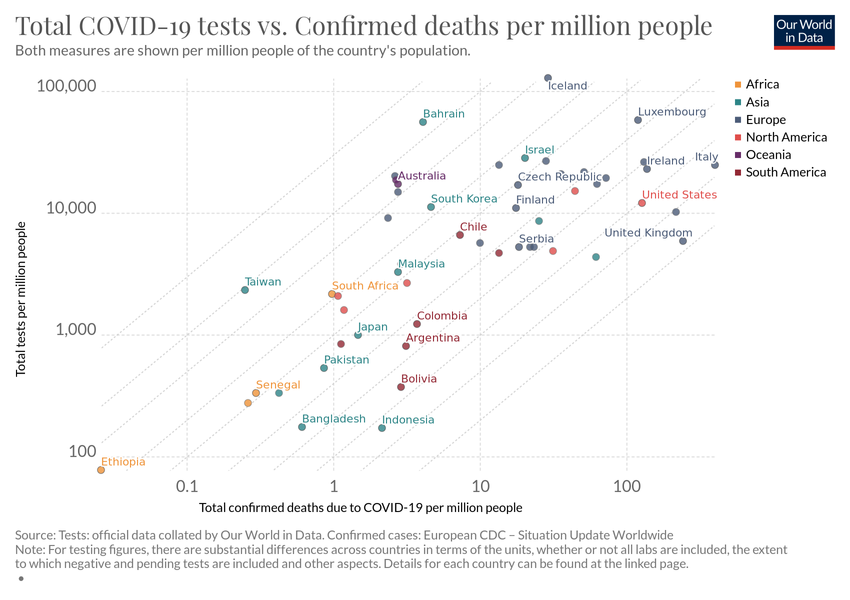 Total COVID-19 tests vs. Confirmed deaths per million people
Both measures are shown per million people of the country's population.
Our World
in Data
100,000
10,000
1,000
100
Total tests per million people
Iceland
Luxembourg
Bahrain
Israel
Ireland
Italy
Australia
Czech Republic
South Korea
Finland
United States
Chile
Serbia
United Kingdom
Malaysia
Taiwan
South Africa
Colombia
Japan
Argentina
Pakistan
Senegal
Bolivia
Bangladesh
Indonesia
Ethiopia
0.1
1
10
100
Total confirmed deaths due to COVID-19 per million people
Africa
Asia
Europe
North America
Oceania
South America
Source: Tests: official data collated by Our World in Data. Confirmed cases: European CDC – Situation Update Worldwide
Note: For testing figures, there are substantial differences across countries in terms of the units, whether or not all labs are included, the extent
to which negative and pending tests are included and other aspects. Details for each country can be found at the linked page.